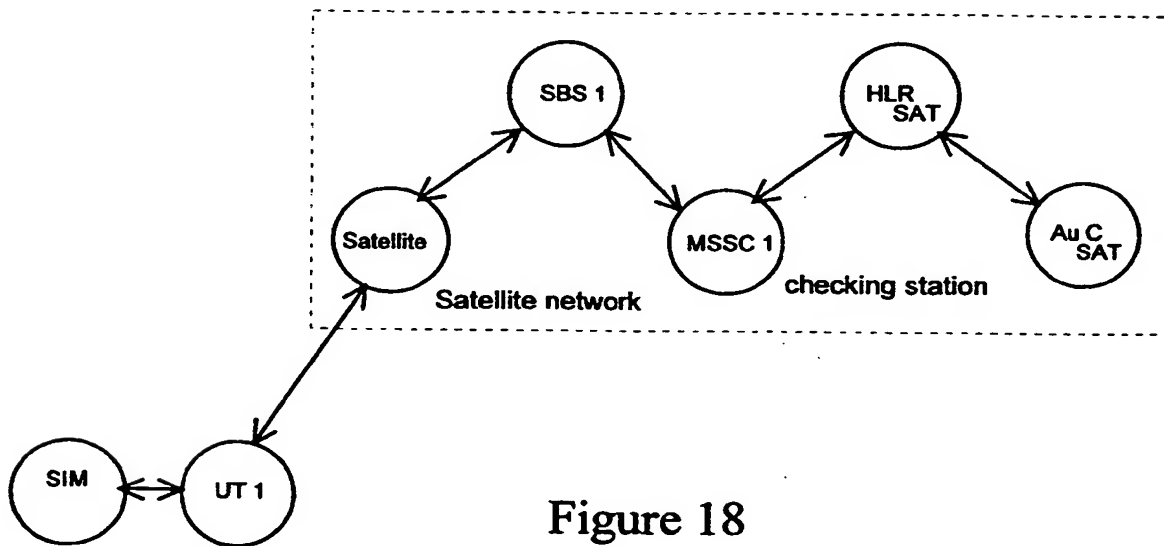 SBS 1
HLR
SAT
Satellite
MSSC 1
Au C
SAT
Satellite network
checking station
SIM
UT 1
Figure 18